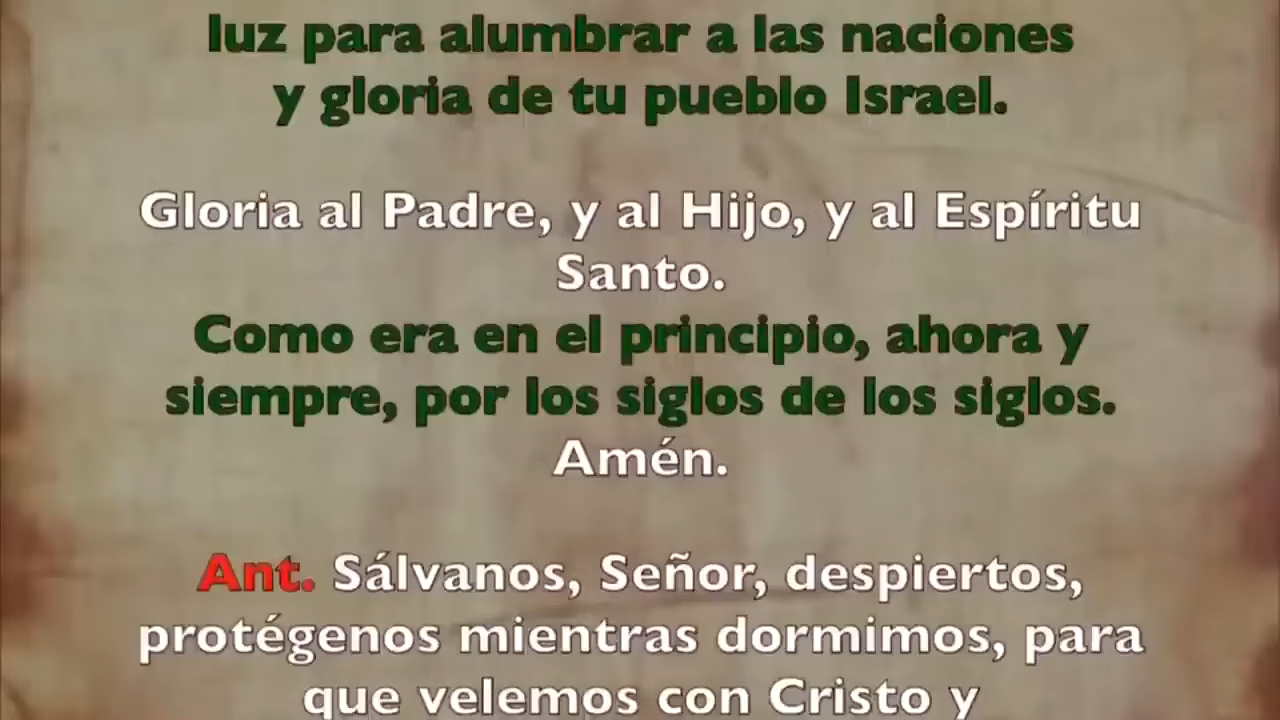 luz para alumbrar a las naciones
y gloria de tu pueblo Israel.
Gloria al Padre, y al Hijo, y al Espíritu
Santo.
Como era en el principio, ahora y
siempre, por los siglos de los siglos.
Amén.
Ant. Sálvanos, Señor, despiertos,
protégenos mientras dormimos, para
que velemos con Cristo y